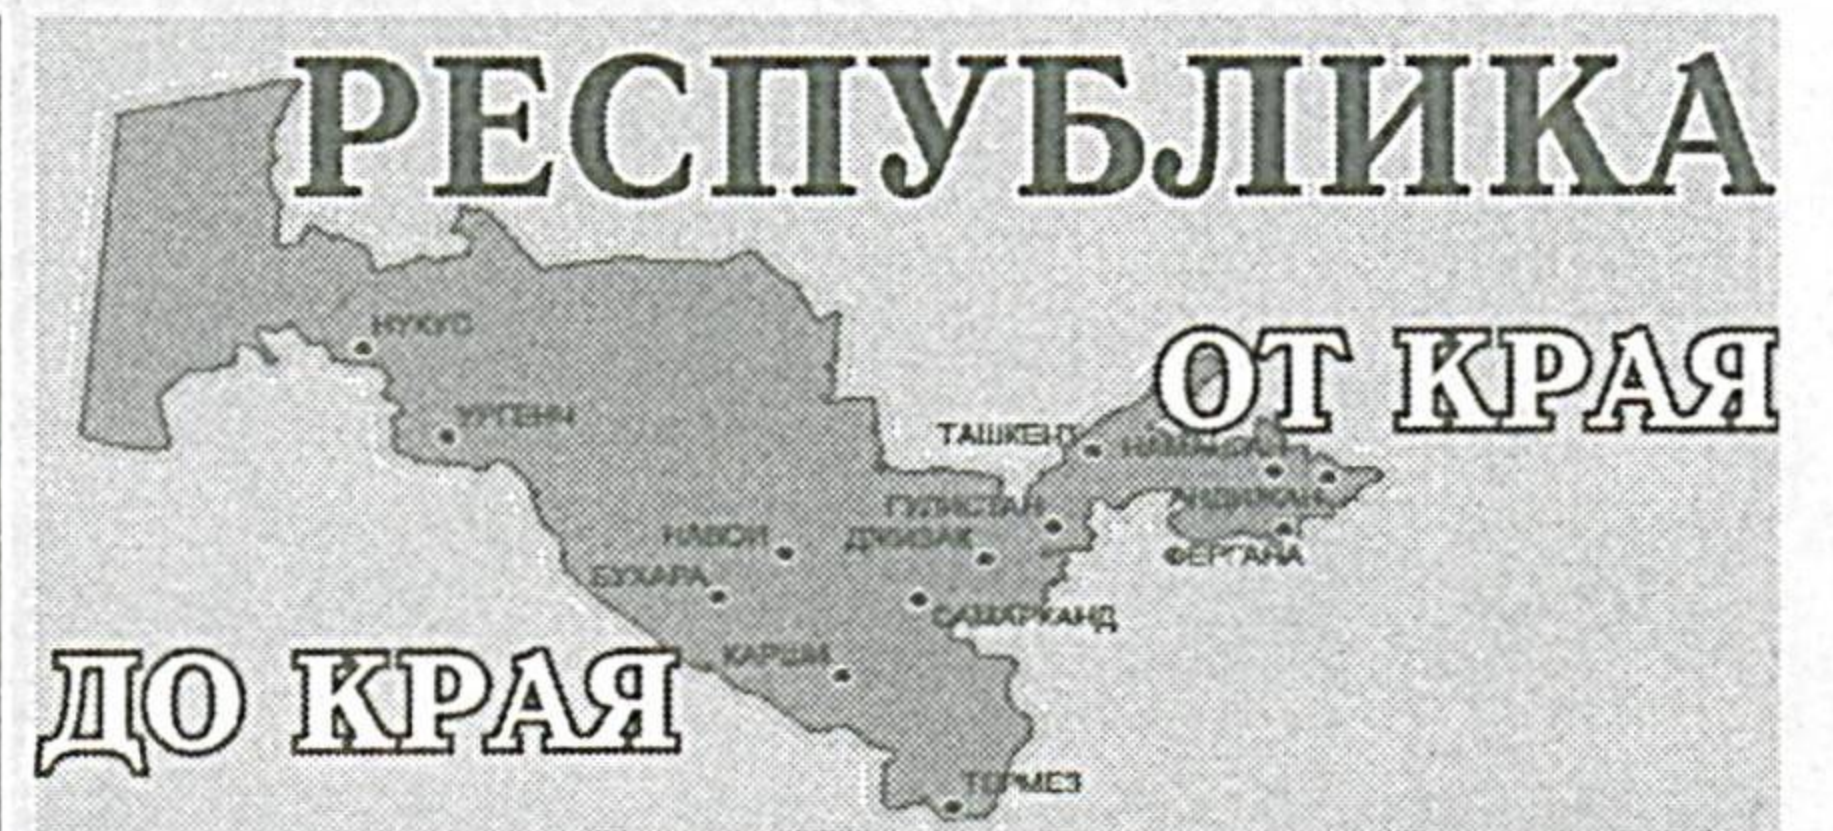 РЕСПУБЛИКА
ОТ КРАЯ
ДО КРАЯ
НУКУС
УРГЕНЧ
ТАШКЕНТ
НАМАНГАН
АНДИЖАН
ФЕРГАНА
ГУЛИСТАН
ДЖИЗАК
НАВОИ
БУХАРА
САМАРКАНД
КАРШИ
ТЕРМЕЗ